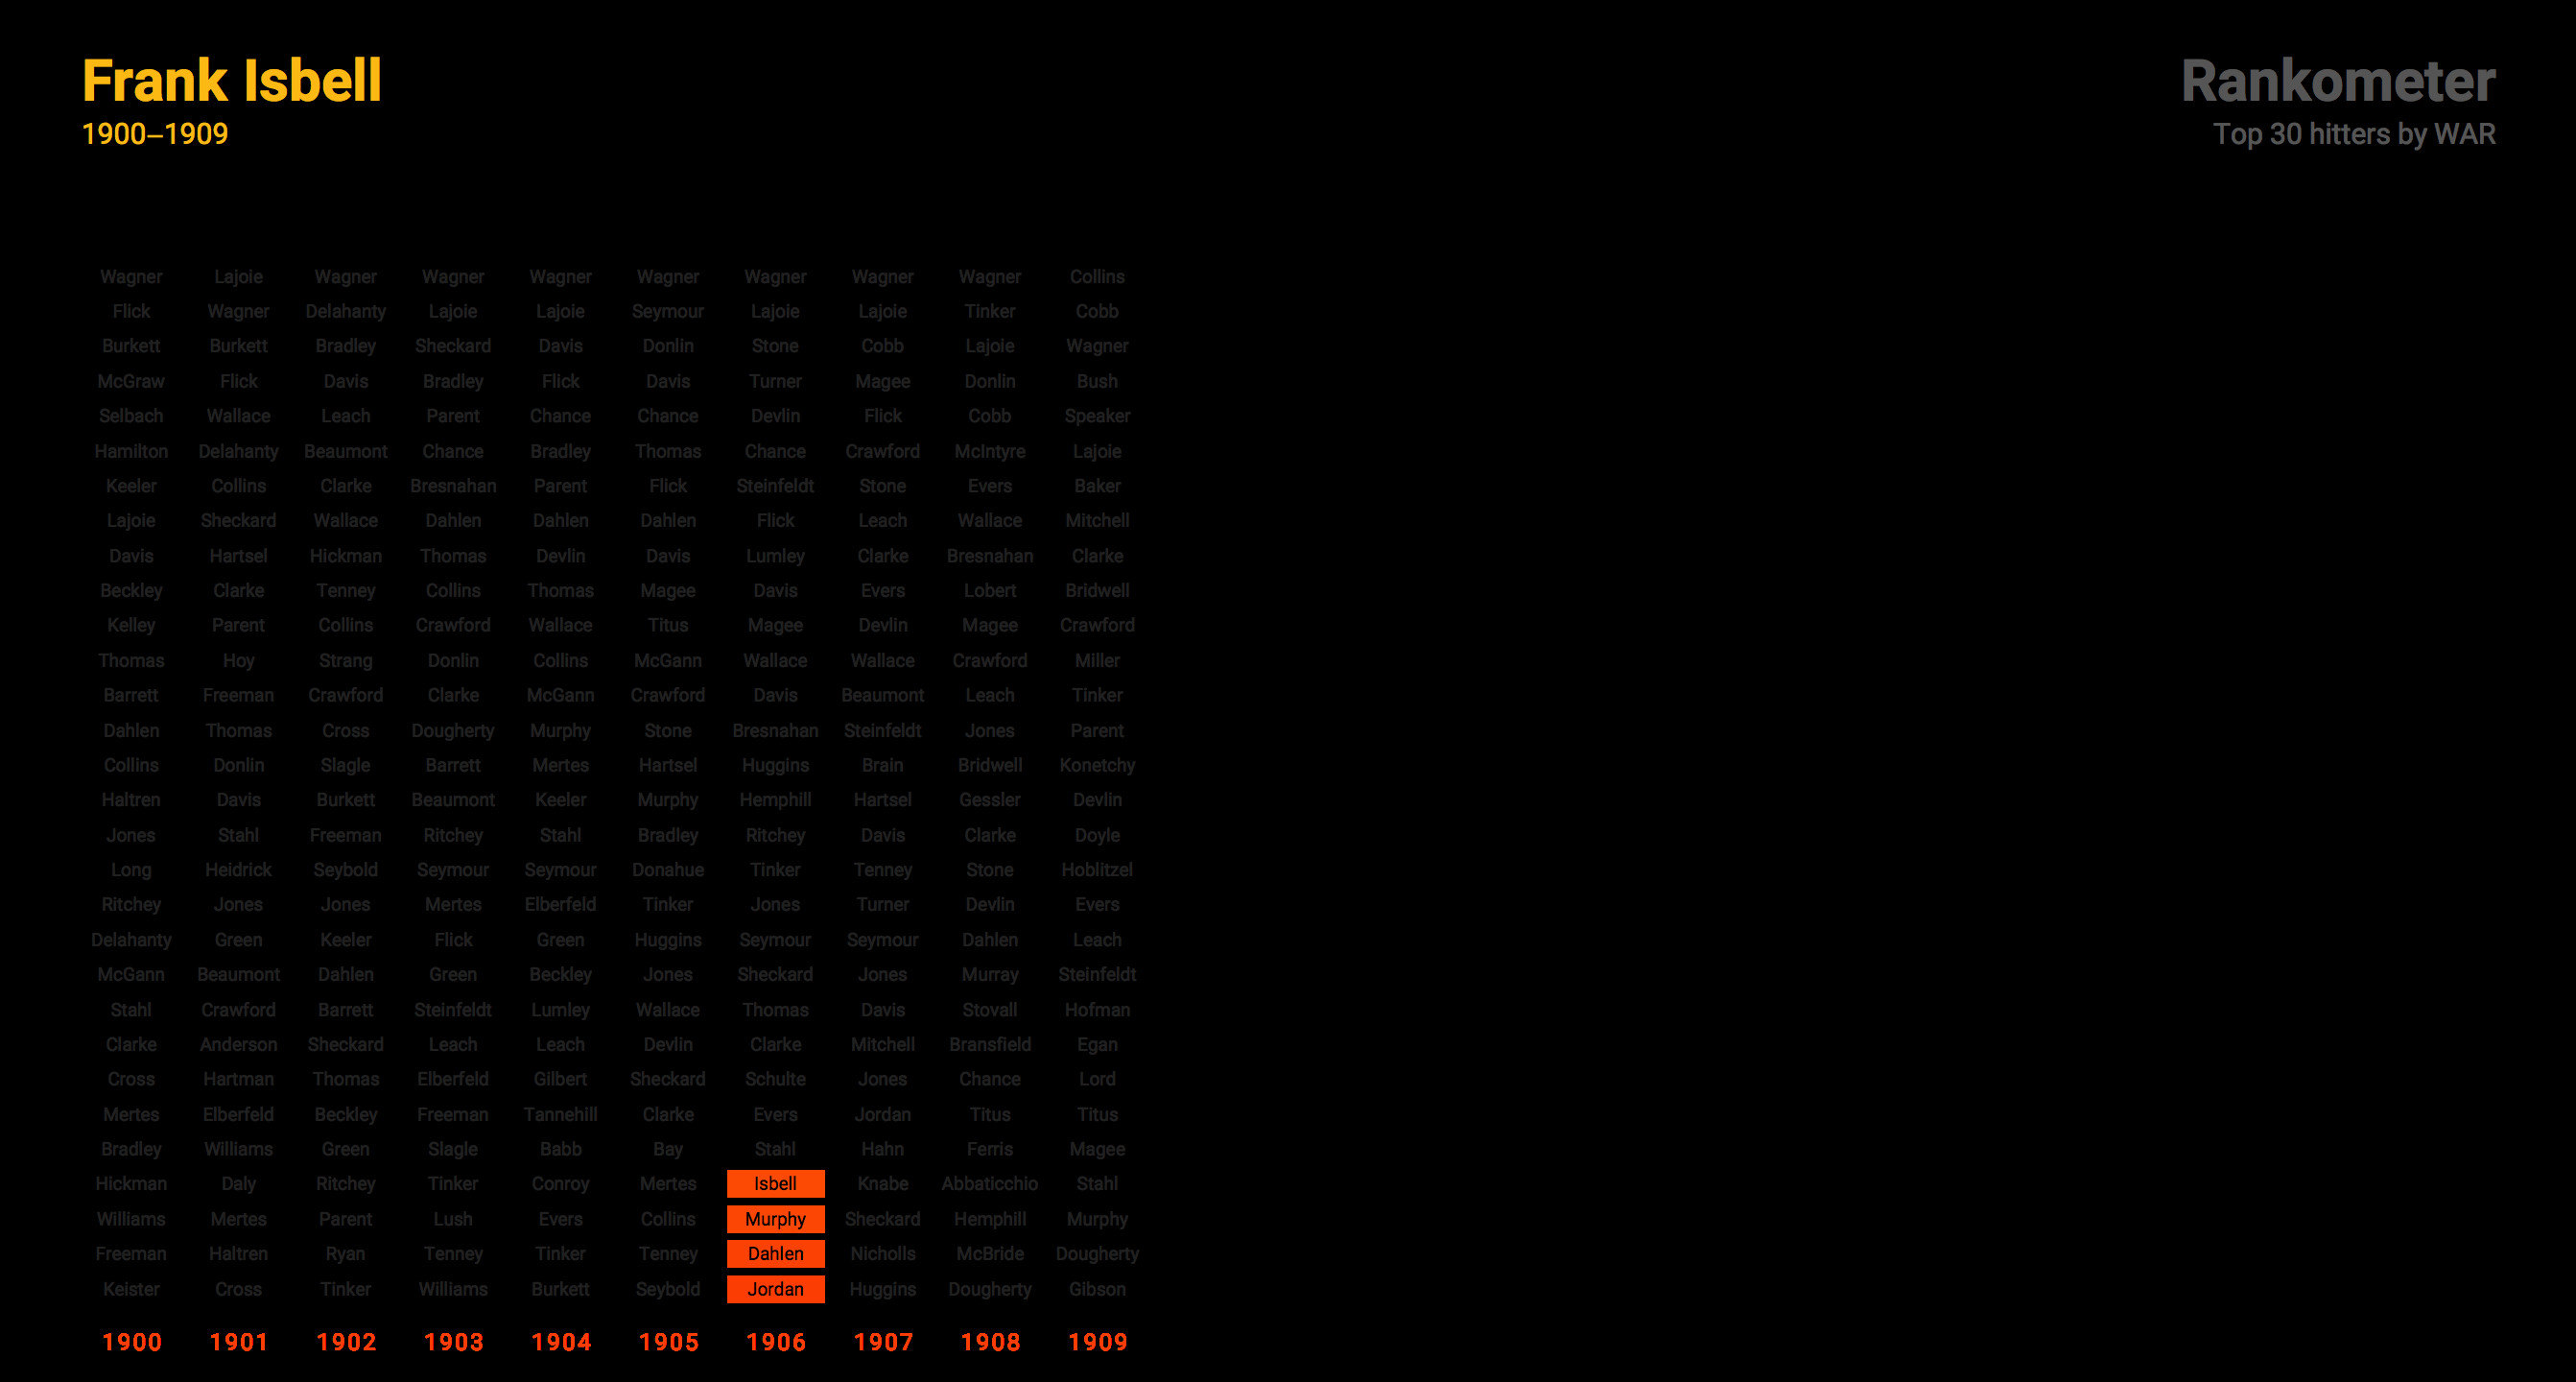 Frank Isbell
1900–1909
Rankometer
Top 30 hitters by WAR
Wagner Lajoie Wagner Wagner Wagner Wagner Wagner Wagner Wagner Collins
Flick Wagner Delahanty Lajoie Lajoie Seymour Lajoie Lajoie Tinker Cobb
Burkett Burkett Bradley Sheckard Davis Donlin Stone Cobb Lajoie Wagner
McGraw Flick Davis Bradley Flick Davis Turner Magee Donlin Bush
Selbach Wallace Leach Parent Chance Chance Devlin Flick Cobb Speaker
Hamilton Delahanty Beaumont Chance Bradley Thomas Chance Crawford McIntyre Lajoie
Keeler Collins Clarke Bresnahan Parent Flick Steinfeldt Stone Evers Baker
Lajoie Sheckard Wallace Dahlen Dahlen Dahlen Flick Leach Wallace Mitchell
Davis Hartsel Hickman Thomas Devlin Davis Lumley Clarke Bresnahan Clarke
Beckley Clarke Tenney Collins Thomas Magee Davis Evers Lobert Bridwell
Kelley Parent Collins Crawford Wallace Titus Magee Devlin Magee Crawford
Thomas Hoy Strang Donlin Collins McGann Wallace Wallace Crawford Miller
Barrett Freeman Crawford Clarke McGann Crawford Davis Beaumont Leach Tinker
Dahlen Thomas Cross Dougherty Murphy Stone Bresnahan Steinfeldt Jones Parent
Collins Donlin Slagle Barrett Mertes Hartsel Huggins Brain Bridwell Konetchy
Haltren Davis Burkett Beaumont Keeler Murphy Hemphill Hartsel Gessler Devlin
Jones Stahl Freeman Ritchey Stahl Bradley Ritchey Davis Clarke Doyle
Long Heidrick Seybold Seymour Seymour Donahue Tinker Tenney Stone Hoblitzel
Ritchey Jones Jones Mertes Elberfeld Tinker Jones Turner Devlin Evers
Delahanty Green Keeler Flick Green Huggins Seymour Seymour Dahlen Leach
McGann Beaumont Dahlen Green Beckley Jones Sheckard Jones Murray Steinfeldt
Stahl Crawford Barrett Steinfeldt Lumley Wallace Thomas Davis Stovall Hofman
Clarke Anderson Sheckard Leach Leach Devlin Clarke Mitchell Bransfield Egan
Cross Hartman Thomas Elberfeld Gilbert Sheckard Schulte Jones Chance Lord
Mertes Elberfeld Beckley Freeman Tannehill Clarke Evers Jordan Titus Titus
Bradley Williams Green Slagle Babb Bay Stahl Hahn Ferris Magee
Hickman Daly Ritchey Tinker Conroy Mertes Isbell Knabe Abbaticchio Stahl
Williams Mertes Parent Lush Evers Collins Murphy Sheckard Hemphill Murphy
Freeman Haltren Ryan Tenney Tinker Tenney Dahlen Nicholls McBride Dougherty
Keister Cross Tinker Williams Burkett Seybold Jordan Huggins Dougherty Gibson
1900 1901 1902 1903 1904 1905 1906 1907 1908 1909